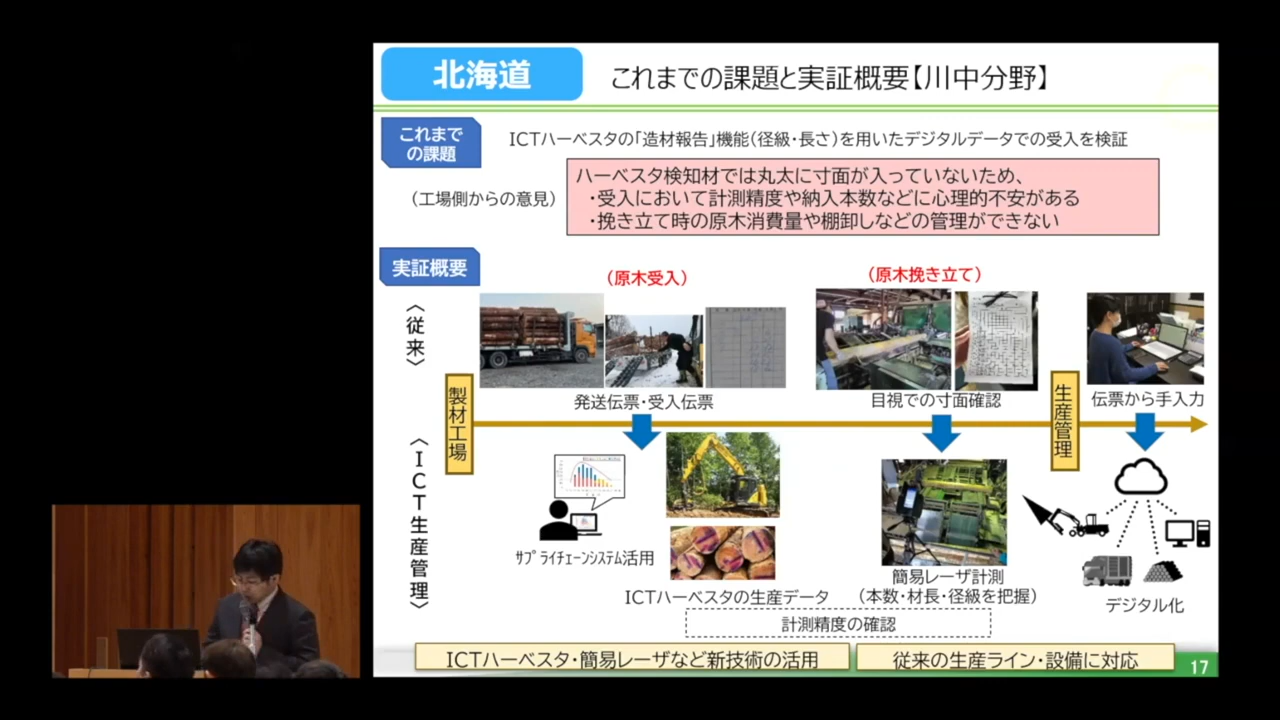 北海道
これまでの課題と実証概要【川中分野】
これまで
の課題
ICTハーベスタの「造材報告」機能(径級・長さ)を用いたデジタルデータでの受入を検証
(工場側からの意見)
ハーベスタ検知材では丸太に寸面が入っていないため、
・受入において計測精度や納入本数などに心理的不安がある
・挽き立て時の原木消費量や棚卸しなどの管理ができない
実証概要
(原木受入)
(原木挽き立て)
〈従来〉
発送伝票・受入伝票
目視での寸面確認
伝票から手入力
製材工場
生産管理
〈ICT生産管理〉
ｻﾌﾟﾗｲﾁｪｰﾝｼｽﾃﾑ活用
ICTハーベスタの生産データ
簡易レーザ計測
(本数・材長・径級を把握)
デジタル化
計測精度の確認
ICTハーベスタ・簡易レーザなど新技術の活用
従来の生産ライン・設備に対応
17